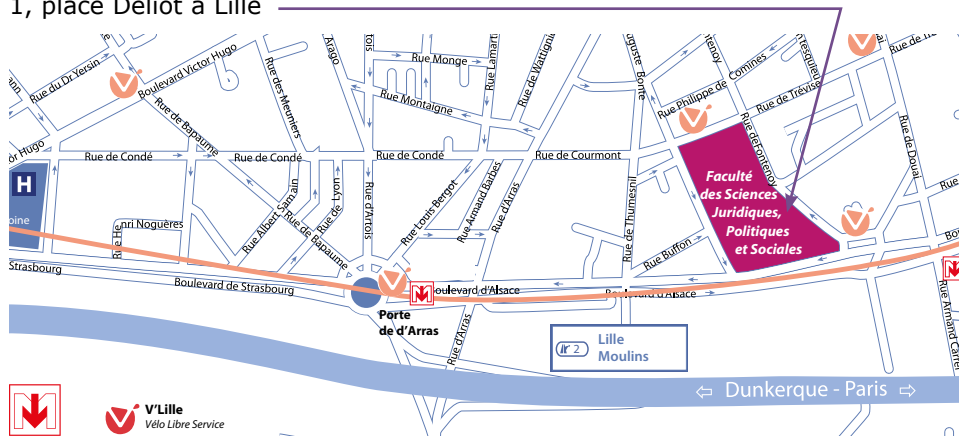 1, place Déliot à Lille
Rue du Dr Yersin
Boulevard Victor Hugo
Rue des Meuniers
Arago
Rue Monge
Rue Lamarti
Rue de Wattigni
Rue Montaigne
Rue Philippe de Comines
Rue de Trévise
Rue de Bapaume
Rue de Condé
Rue de Condé
Rue de Condé
Rue de Courmont
Rue de Fontenoy
Rue de Douai
H
oine
Rue Albert Samain
Rue de Lyon
Rue d'Artois
Rue Louis Bergot
Rue Armand Barbes
Rue d'Arras
Rue de Thumesnil
Rue Buffon
Faculté
des Sciences
Juridiques,
Politiques
et Sociales
Rue de Bapaume
Strasbourg
Boulevard de Strasbourg
Boulevard d'Alsace
Boulevard d'Alsace
Porte
de d'Arras
Rue d'Arras
Rue Armand Carrel
2
Lille
Moulins
⇦ Dunkerque - Paris ⇨
V'Lille
Vélo Libre Service